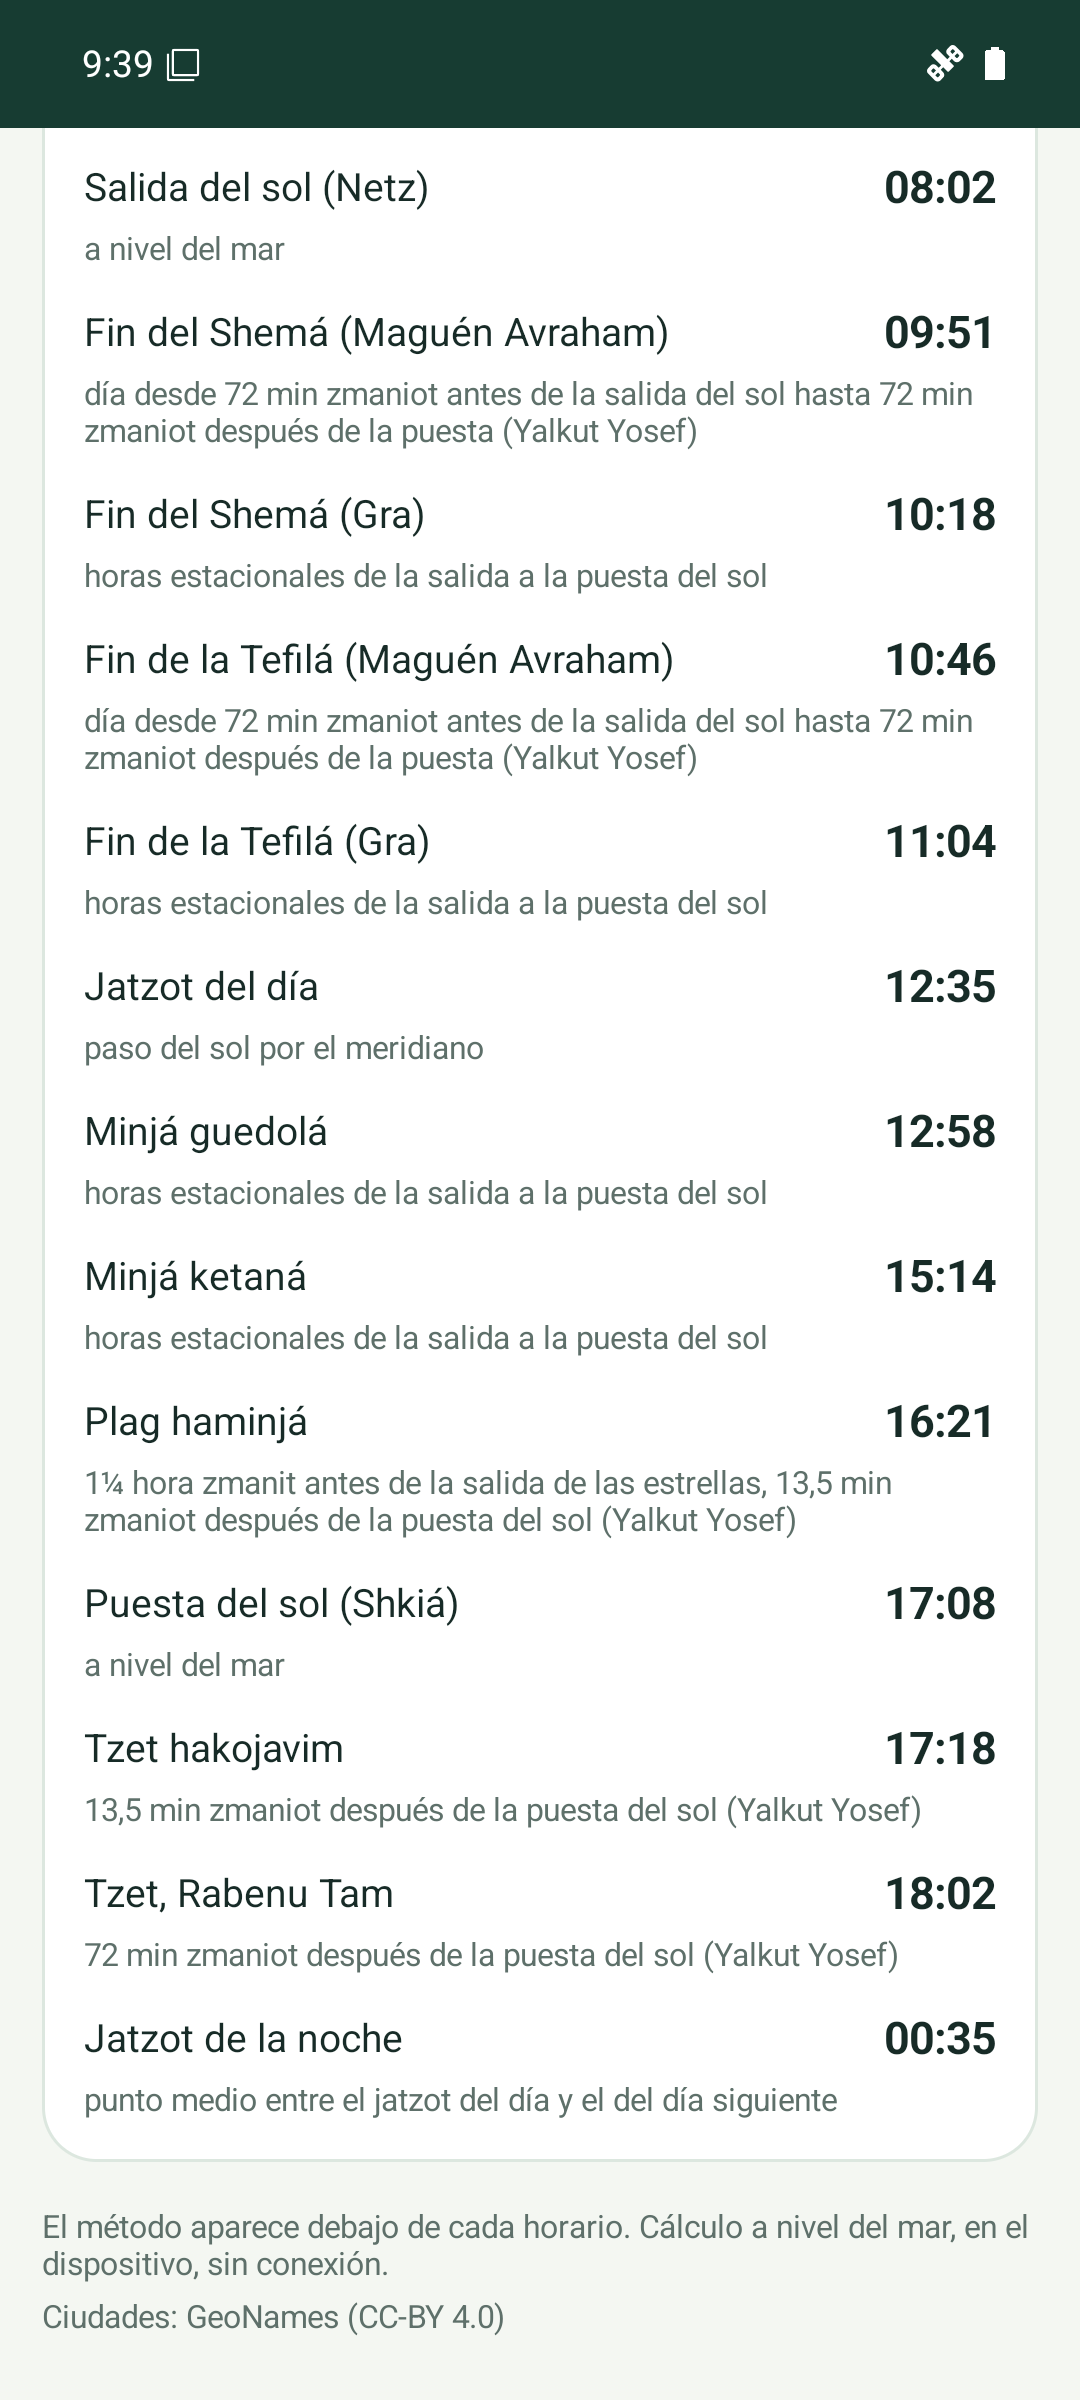 9:39
Salida del sol (Netz) 08:02
a nivel del mar
Fin del Shemá (Maguén Avraham) 09:51
día desde 72 min zmaniot antes de la salida del sol hasta 72 min
zmaniot después de la puesta (Yalkut Yosef)
Fin del Shemá (Gra) 10:18
horas estacionales de la salida a la puesta del sol
Fin de la Tefilá (Maguén Avraham) 10:46
día desde 72 min zmaniot antes de la salida del sol hasta 72 min
zmaniot después de la puesta (Yalkut Yosef)
Fin de la Tefilá (Gra) 11:04
horas estacionales de la salida a la puesta del sol
Jatzot del día 12:35
paso del sol por el meridiano
Minjá guedolá 12:58
horas estacionales de la salida a la puesta del sol
Minjá ketaná 15:14
horas estacionales de la salida a la puesta del sol
Plag haminjá 16:21
1¼ hora zmanit antes de la salida de las estrellas, 13,5 min
zmaniot después de la puesta del sol (Yalkut Yosef)
Puesta del sol (Shkiá) 17:08
a nivel del mar
Tzet hakojavim 17:18
13,5 min zmaniot después de la puesta del sol (Yalkut Yosef)
Tzet, Rabenu Tam 18:02
72 min zmaniot después de la puesta del sol (Yalkut Yosef)
Jatzot de la noche 00:35
punto medio entre el jatzot del día y el del día siguiente
El método aparece debajo de cada horario. Cálculo a nivel del mar, en el
dispositivo, sin conexión.
Ciudades: GeoNames (CC-BY 4.0)